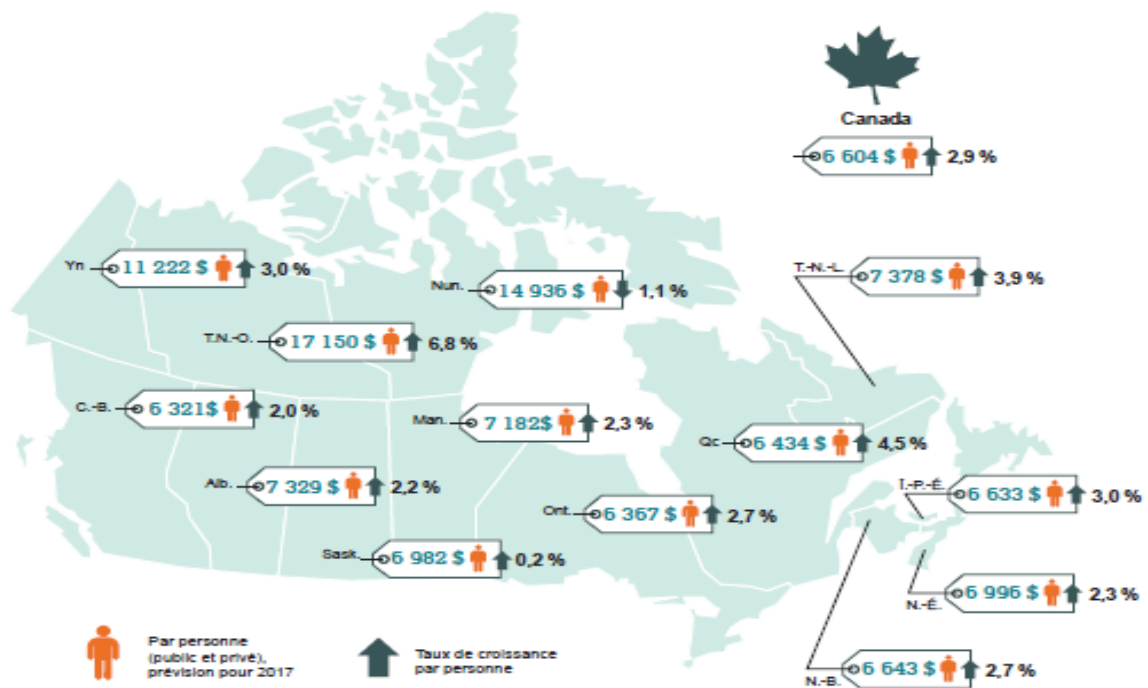 Canada
6 604 $ 2,9 %
Yn 11 222 $ 3,0 %
Nun. 14 936 $ 1,1 %
T.-N.-L. 7 378 $ 3,9 %
T.N.-O. 17 150 $ 6,8 %
C.-B. 6 321$ 2,0 %
Man. 7 182$ 2,3 %
Qc 6 434 $ 4,5 %
Alb. 7 329 $ 2,2 %
Ont. 6 367 $ 2,7 %
Î.-P.-É. 6 633 $ 3,0 %
Sask. 6 982 $ 0,2 %
N.-É. 6 996 $ 2,3 %
N.-B. 6 643 $ 2,7 %
Par personne
(public et privé),
prévision pour 2017
Taux de croissance
par personne